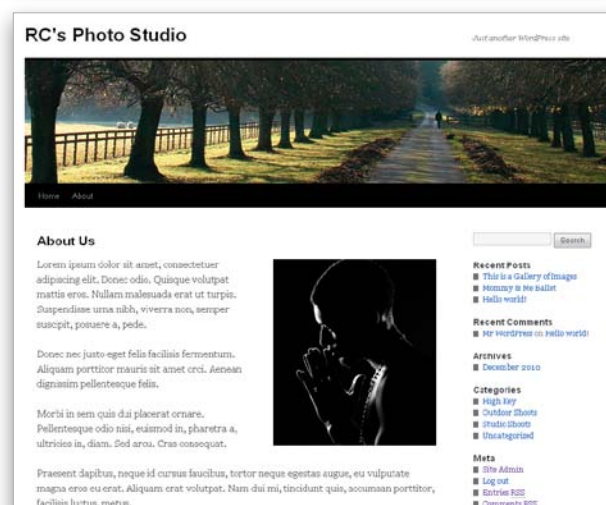 RC's Photo Studio
Just another WordPress site
Home About
About Us
Lorem ipsum dolor sit amet, consectetuer
adipiscing elit. Donec odio. Quisque volutpat
mattis eros. Nullam malesuada erat ut turpis.
Suspendisse urna nibh, viverra non, semper
suscipit, posuere a, pede.
Donec nec justo eget felis facilisis fermentum.
Aliquam porttitor mauris sit amet orci. Aenean
dignissim pellentesque felis.
Morbi in sem quis dui placerat ornare.
Pellentesque odio nisi, euismod in, pharetra a,
ultricies in, diam. Sed arcu. Cras consequat.
Praesent dapibus, neque id cursus faucibus, tortor neque egestas augue, eu vulputate
magna eros eu erat. Aliquam erat volutpat. Nam dui mi, tincidunt quis, accumsan porttitor,
facilisis luctus, metus.
Search
Recent Posts
This is a Gallery of Images
Mommy is No Ballet
Hello world!
Recent Comments
Mr WordPress on Hello world!
Archives
December 2010
Categories
High Key
Outdoor Shoots
Studio Shoots
Uncategorized
Meta
Site Admin
Log out
Entries RSS
Comments RSS